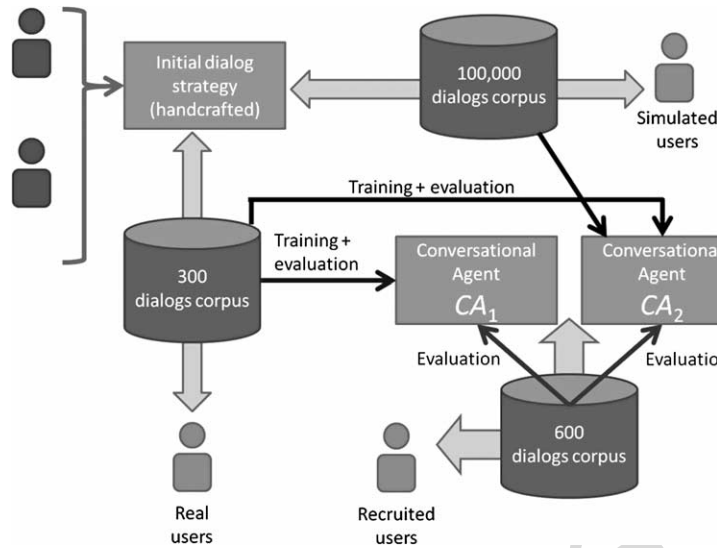 Initial dialog
strategy
(handcrafted)
100,000
dialogs corpus
Simulated
users
Training + evaluation
300
dialogs corpus
Training +
evaluation
Conversational
Agent
CA1
Conversational
Agent
CA2
Evaluation
Evaluation
600
dialogs corpus
Real
users
Recruited
users